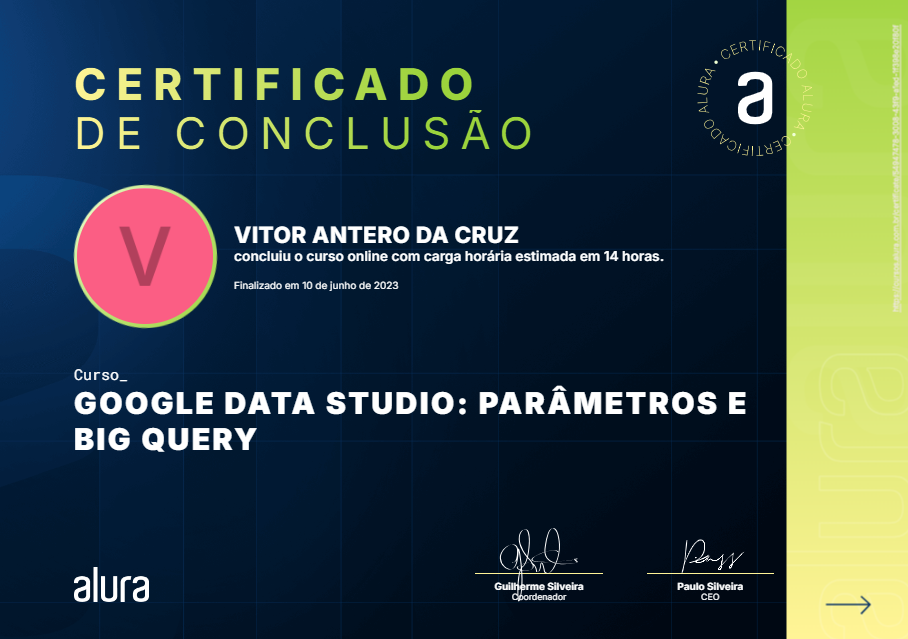 CERTIFICADO
DE CONCLUSÃO
CERTIFICADO ALURA • CERTIFICADO ALURA •
a
V
VITOR ANTERO DA CRUZ
concluiu o curso online com carga horária estimada em 14 horas.
Finalizado em 10 de junho de 2023
Curso_
GOOGLE DATA STUDIO: PARÂMETROS E
BIG QUERY
alura
Guilherme Silveira
Coordenador
Paulo Silveira
CEO
alura